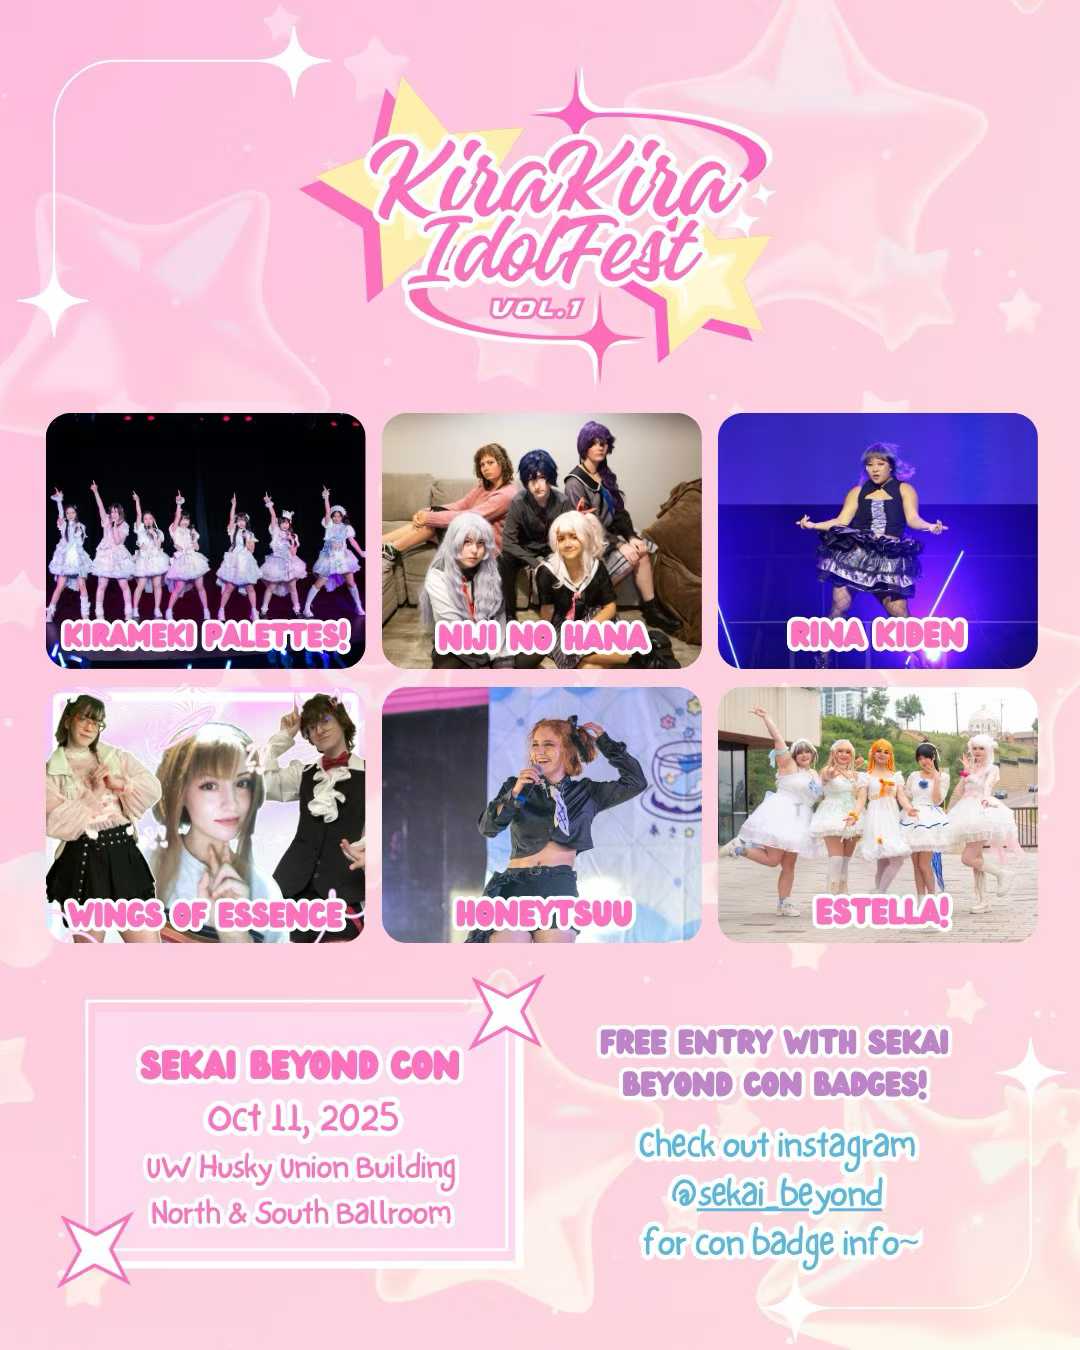 KiraKira
IdolFest
VOL.1
KIRAMEKI PALETTES!
NIJI NO HANA
RINA KIDEN
WINGS OF ESSENCE
HONEYTSUU
ESTELLA!
SEKAI BEYOND CON
Oct 11, 2025
UW Husky Union Building
North & South Ballroom
FREE ENTRY WITH SEKAI
BEYOND CON BADGES!
Check out instagram
@sekai_beyond
for con badge info~